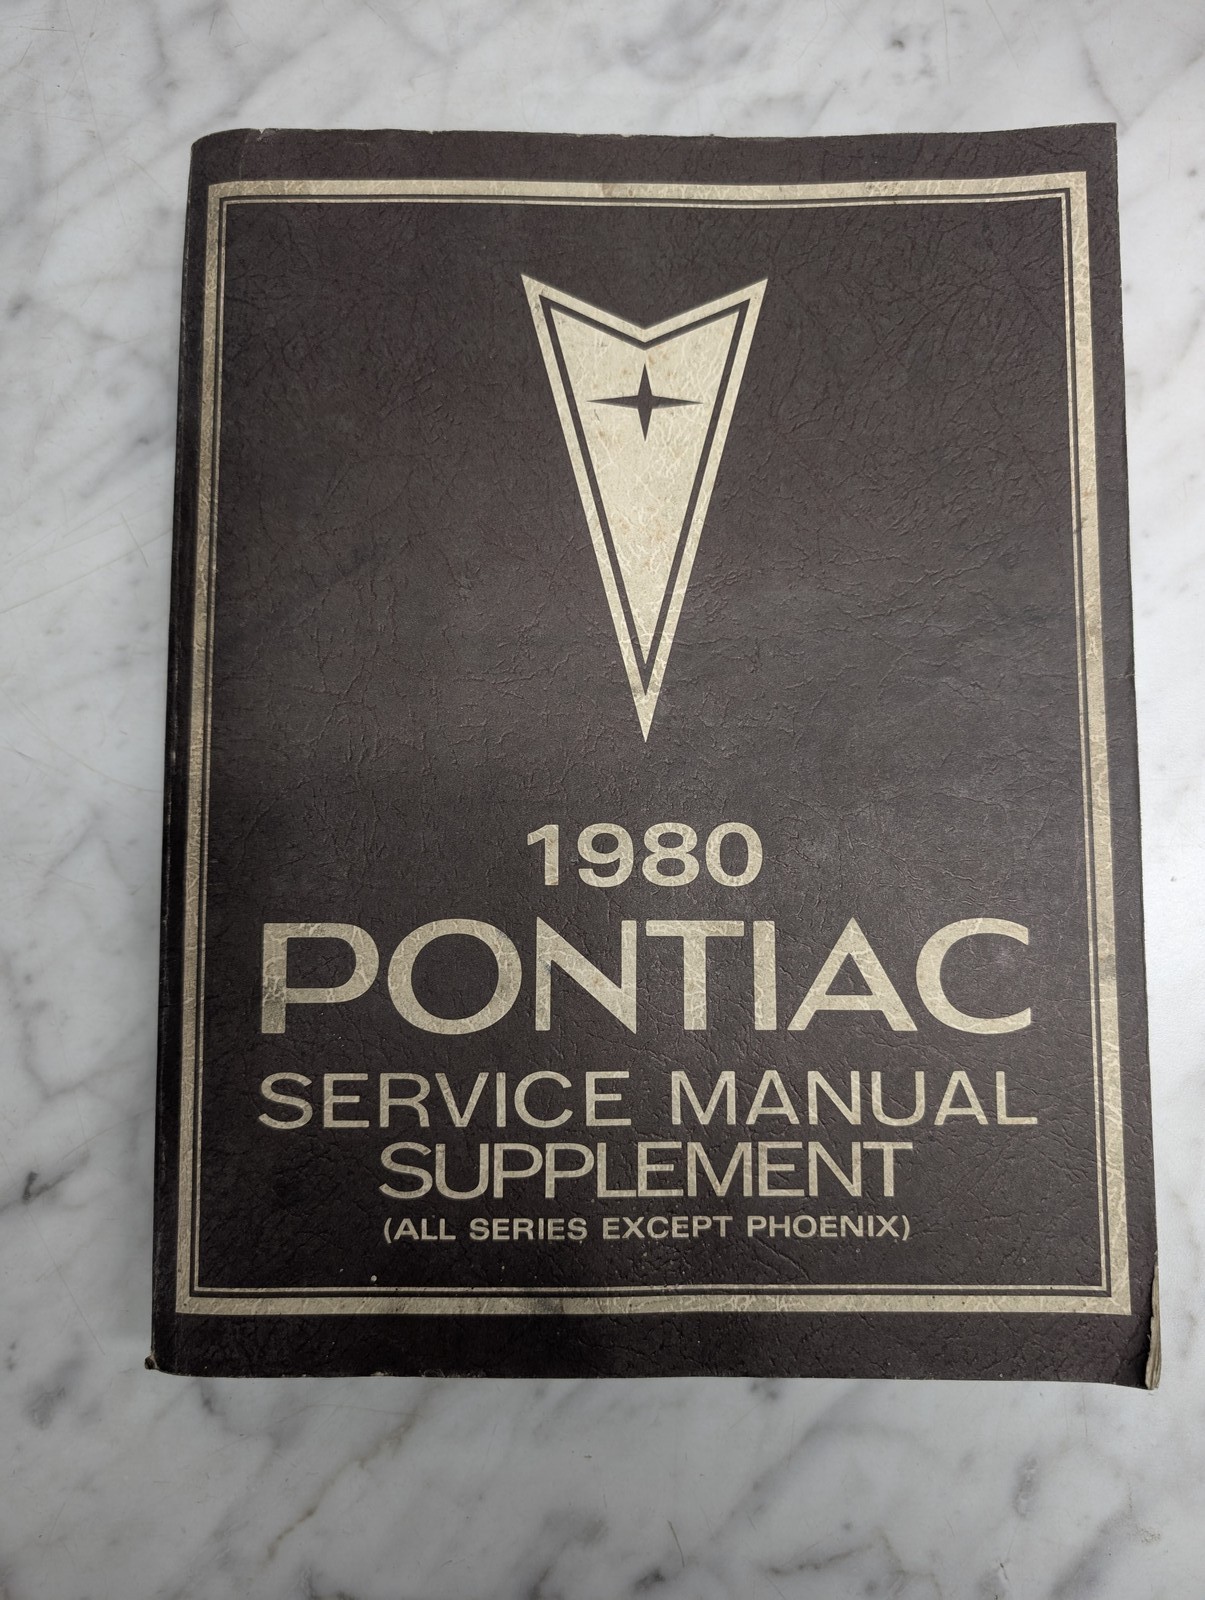 1980
PONTIAC
SERVICE MANUAL
SUPPLEMENT
(ALL SERIES EXCEPT PHOENIX)